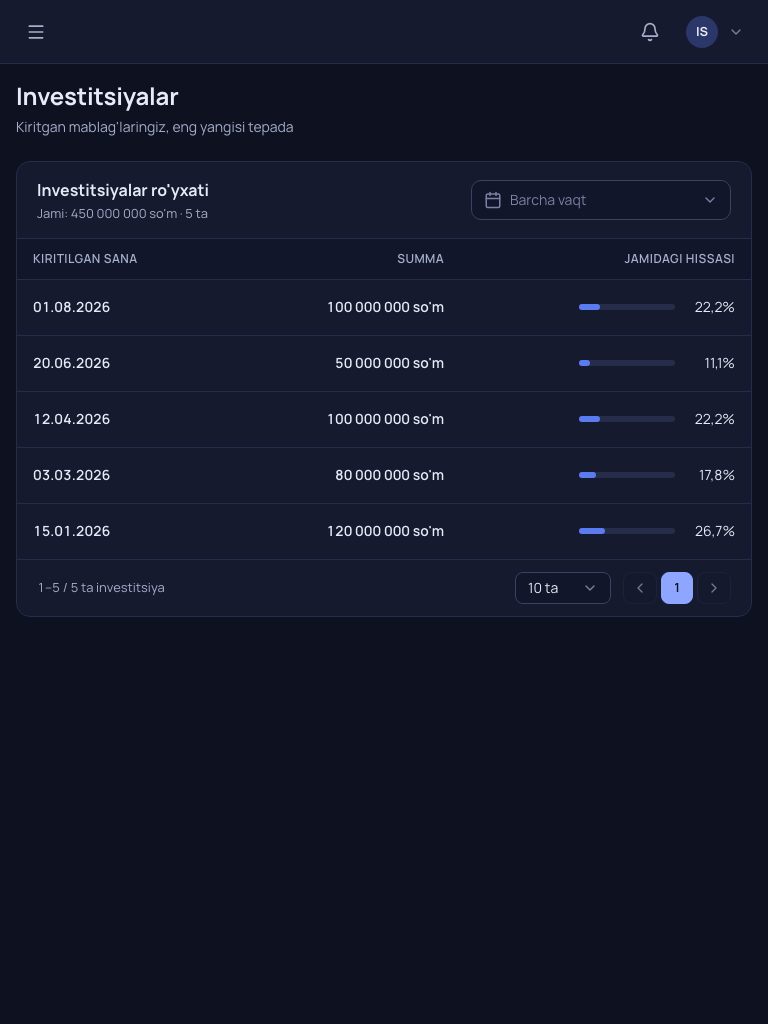 IS
Investitsiyalar
Kiritgan mablag'laringiz, eng yangisi tepada
Investitsiyalar ro'yxati
Jami: 450 000 000 so'm · 5 ta
Barcha vaqt
KIRITILGAN SANA SUMMA JAMIDAGI HISSASI
01.08.2026 100 000 000 so'm 22,2%
20.06.2026 50 000 000 so'm 11,1%
12.04.2026 100 000 000 so'm 22,2%
03.03.2026 80 000 000 so'm 17,8%
15.01.2026 120 000 000 so'm 26,7%
1–5 / 5 ta investitsiya 10 ta 1